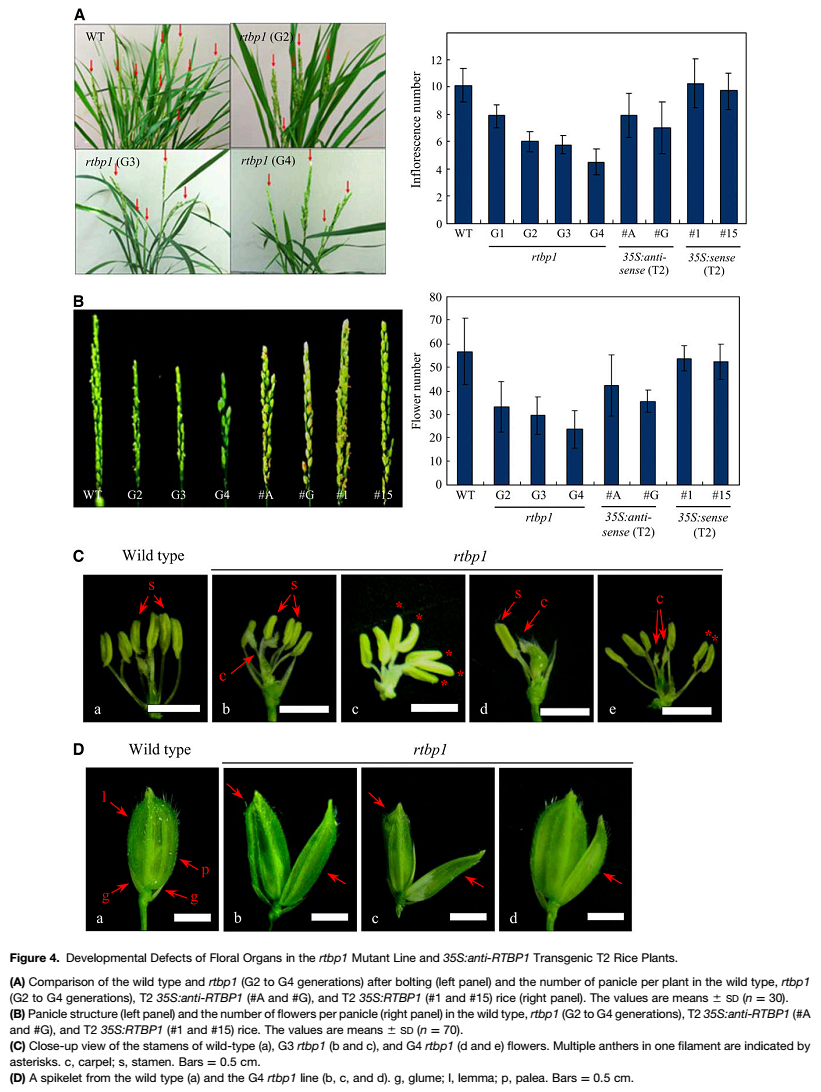 A
WT
rtbp1 (G2)
rtbp1 (G3)
rtbp1 (G4)
Inflorescence number
12
10
8
6
4
2
0
WT G1 G2 G3 G4 #A #G #1 #15
rtbp1 35S:anti- 35S:sense
sense (T2) (T2)
B
WT G2 G3 G4 #A #G #1 #15
Flower number
80
70
60
50
40
30
20
10
0
WT G2 G3 G4 #A #G #1 #15
rtbp1 35S:anti- 35S:sense
sense (T2) (T2)
C
Wild type rtbp1
s s s c c
c
* * * * * **
a b c d e
D
Wild type rtbp1
l
p
g g
a b c d
Figure 4. Developmental Defects of Floral Organs in the rtbp1 Mutant Line and 35S:anti-RTBP1 Transgenic T2 Rice Plants.
(A) Comparison of the wild type and rtbp1 (G2 to G4 generations) after bolting (left panel) and the number of panicle per plant in the wild type, rtbp1
(G2 to G4 generations), T2 35S:anti-RTBP1 (#A and #G), and T2 35S:RTBP1 (#1 and #15) rice (right panel). The values are means ± SD (n = 30).
(B) Panicle structure (left panel) and the number of flowers per panicle (right panel) in the wild type, rtbp1 (G2 to G4 generations), T2 35S:anti-RTBP1 (#A
and #G), and T2 35S:RTBP1 (#1 and #15) rice. The values are means ± SD (n = 70).
(C) Close-up view of the stamens of wild-type (a), G3 rtbp1 (b and c), and G4 rtbp1 (d and e) flowers. Multiple anthers in one filament are indicated by
asterisks. c, carpel; s, stamen. Bars = 0.5 cm.
(D) A spikelet from the wild type (a) and the G4 rtbp1 line (b, c, and d). g, glume; l, lemma; p, palea. Bars = 0.5 cm.